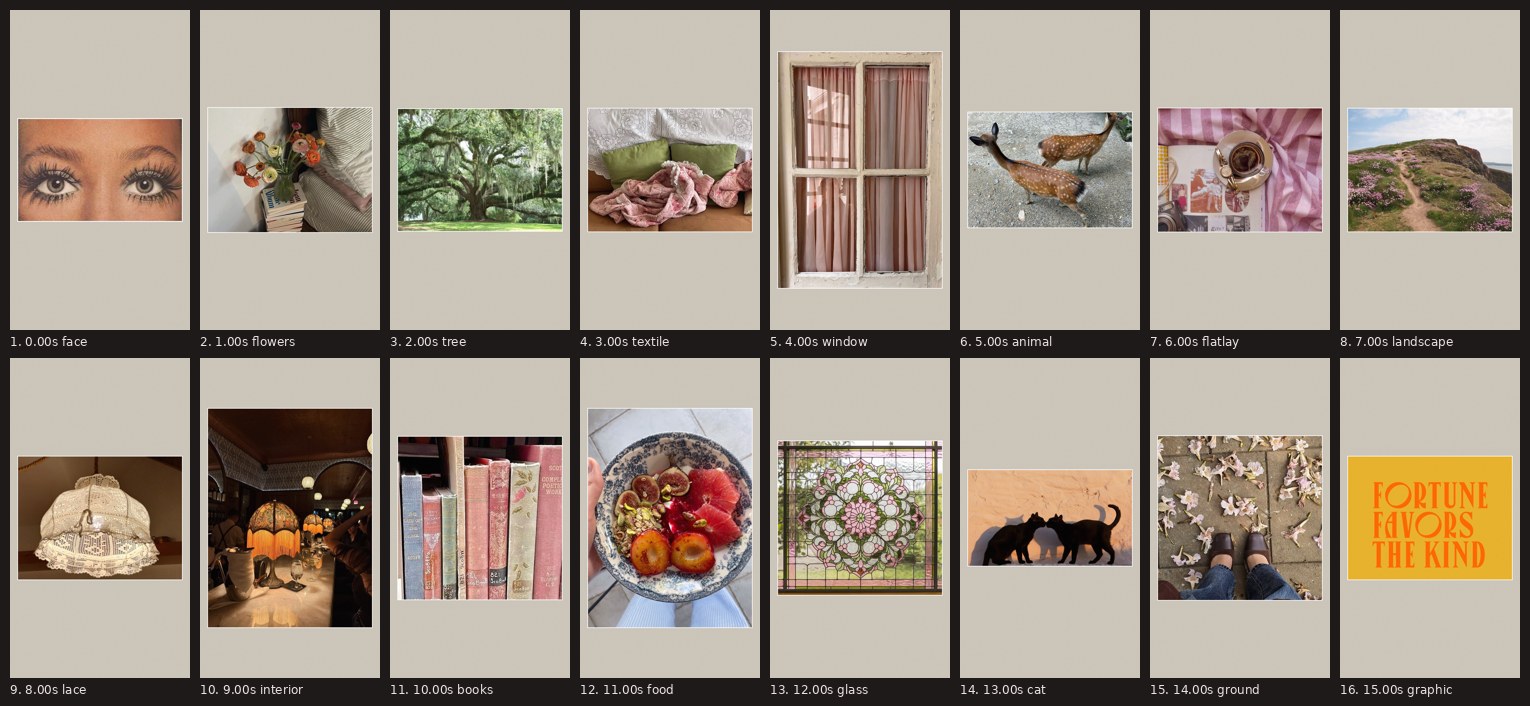 1. 0.00s face
2. 1.00s flowers
3. 2.00s tree
4. 3.00s textile
5. 4.00s window
6. 5.00s animal
7. 6.00s flatlay
8. 7.00s landscape
9. 8.00s lace
10. 9.00s interior
11. 10.00s books
12. 11.00s food
13. 12.00s glass
14. 13.00s cat
15. 14.00s ground
FORTUNE
FAVORS
THE KIND
16. 15.00s graphic